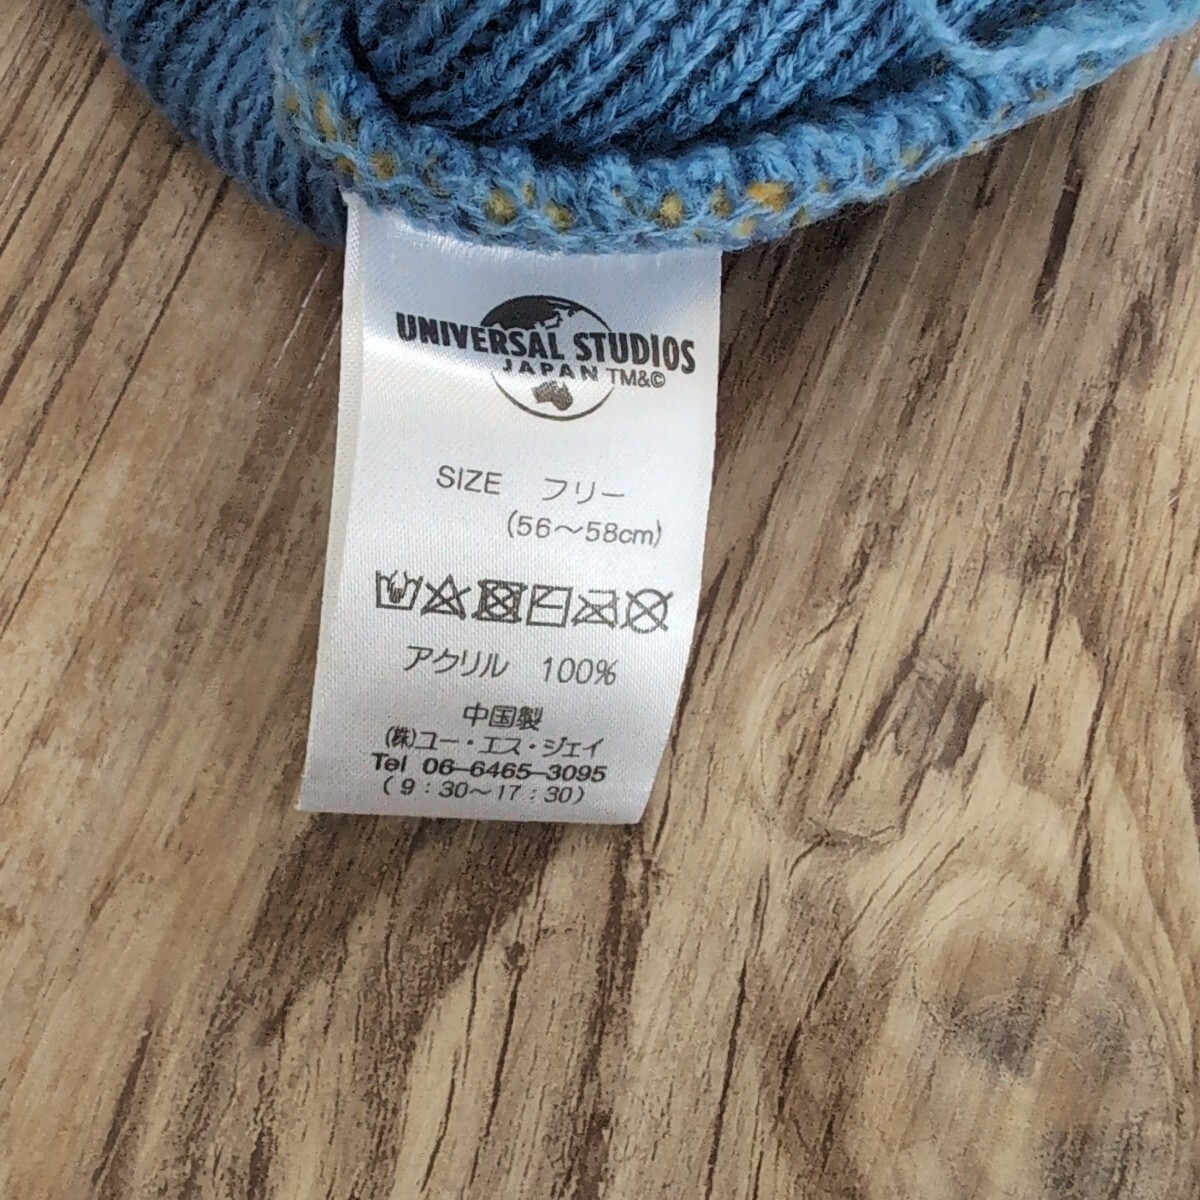 UNIVERSAL STUDIOS
JAPAN TM&©
SIZE フリー
(56～58cm)
アクリル 100%
中国製
(株)ユー・エス・ジェイ
Tel 06-6465-3095
(9:30～17:30)